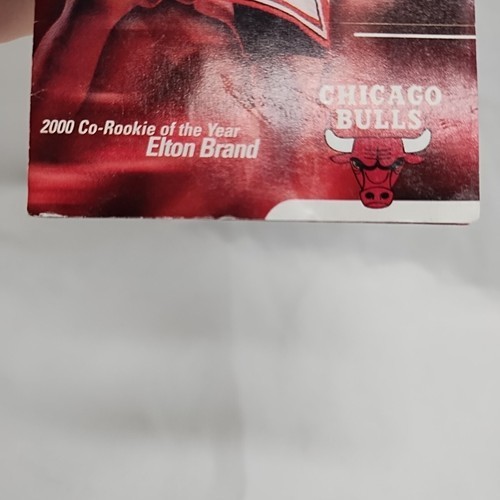 CHICAGO
BULLS
2000 Co-Rookie of the Year
Elton Brand